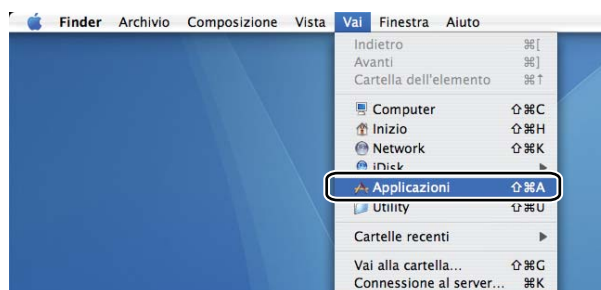 Finder Archivio Composizione Vista Vai Finestra Aiuto
Indietro ⌘[
Avanti ⌘]
Cartella dell'elemento ⌘↑
Computer ⇧⌘C
Inizio ⇧⌘H
Network ⇧⌘K
iDisk ▶
Applicazioni ⇧⌘A
Utility ⇧⌘U
Cartelle recenti ▶
Vai alla cartella... ⇧⌘G
Connessione al server... ⌘K